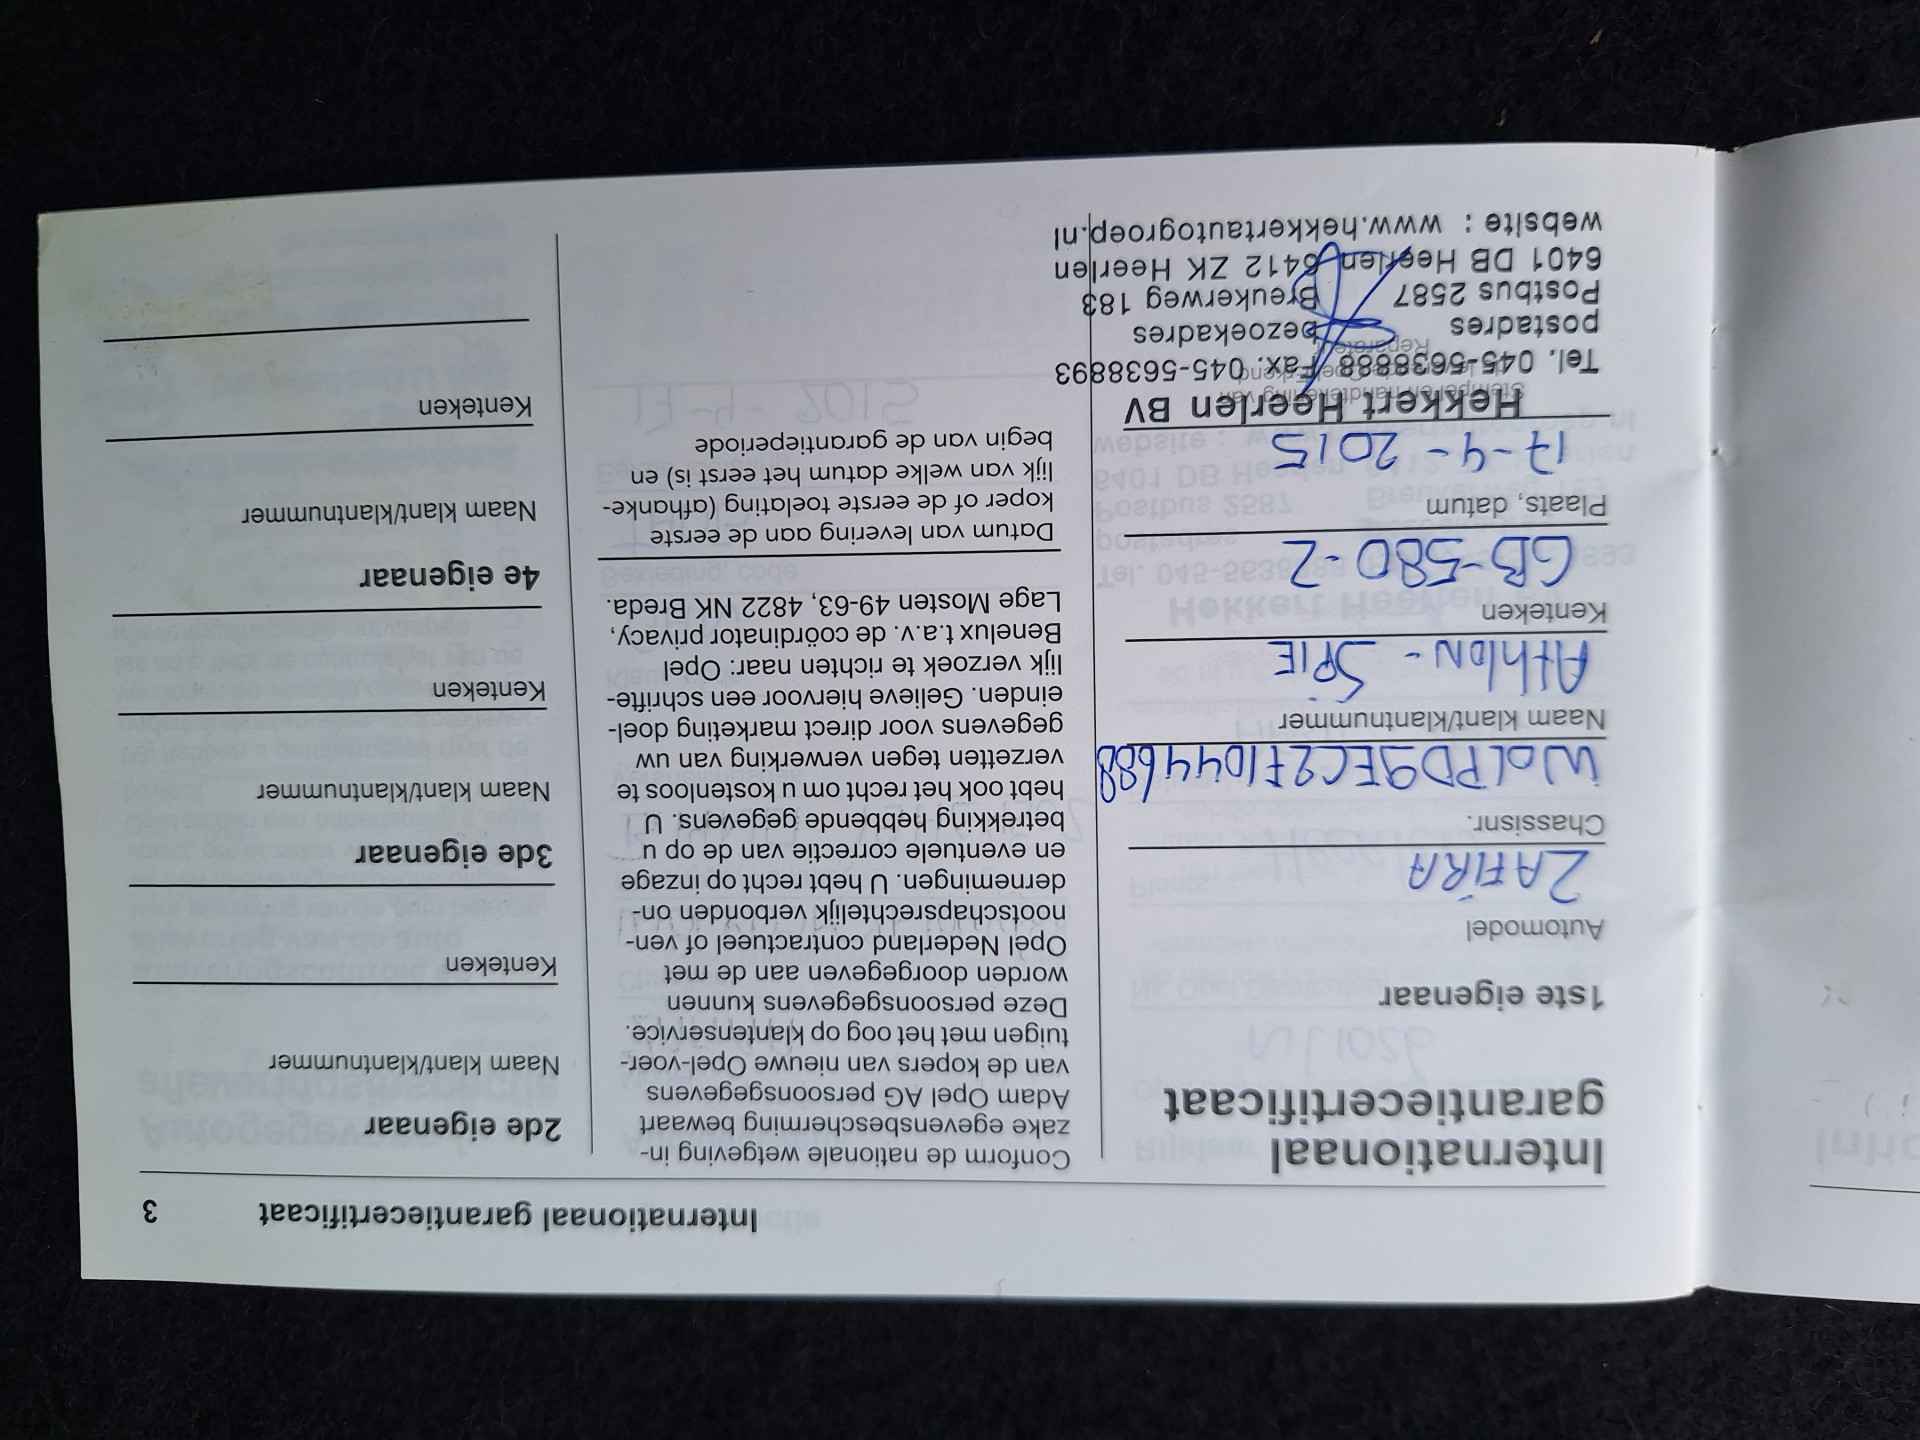 Internationaal garantiecertificaat 3
Internationaal
garantiecertificaat
1ste eigenaar
Automodel
ZAFIRA
Chassisnr.
W0LPD9EC2F1044688
Naam klant/klantnummer
Athlon - SPIE
Kenteken
GB-580-Z
Plaats, datum
17-4-2015
Stempel en handtekening van
Reparateur
Hekkert Heerlen BV
Tel. 045-5638888 Fax. 045-5638893
postadres bezoekadres
Postbus 2587 Breukerweg 183
6401 DB Heerlen 6412 ZK Heerlen
website : www.hekkertautogroep.nl
Conform de nationale wetgeving in-
zake egevensbescherming bewaart
Adam Opel AG persoonsgegevens
van de kopers van nieuwe Opel-voer-
tuigen met het oog op klantenservice.
Deze persoonsgegevens kunnen
worden doorgegeven aan de met
Opel Nederland contractueel of ven-
nootschapsrechtelijk verbonden on-
dernemingen. U hebt recht op inzage
en eventuele correctie van de op u
betrekking hebbende gegevens. U
hebt ook het recht om u kosteloos te
verzetten tegen verwerking van uw
gegevens voor direct marketing doel-
einden. Gelieve hiervoor een schrifte-
lijk verzoek te richten naar: Opel
Benelux t.a.v. de coördinator privacy,
Lage Mosten 49-63, 4822 NK Breda.
Datum van levering aan de eerste
koper of de eerste toelating (afhanke-
lijk van welke datum het eerst is) en
begin van de garantieperiode
2de eigenaar
Naam klant/klantnummer
Kenteken
3de eigenaar
Naam klant/klantnummer
Kenteken
4e eigenaar
Naam klant/klantnummer
Kenteken